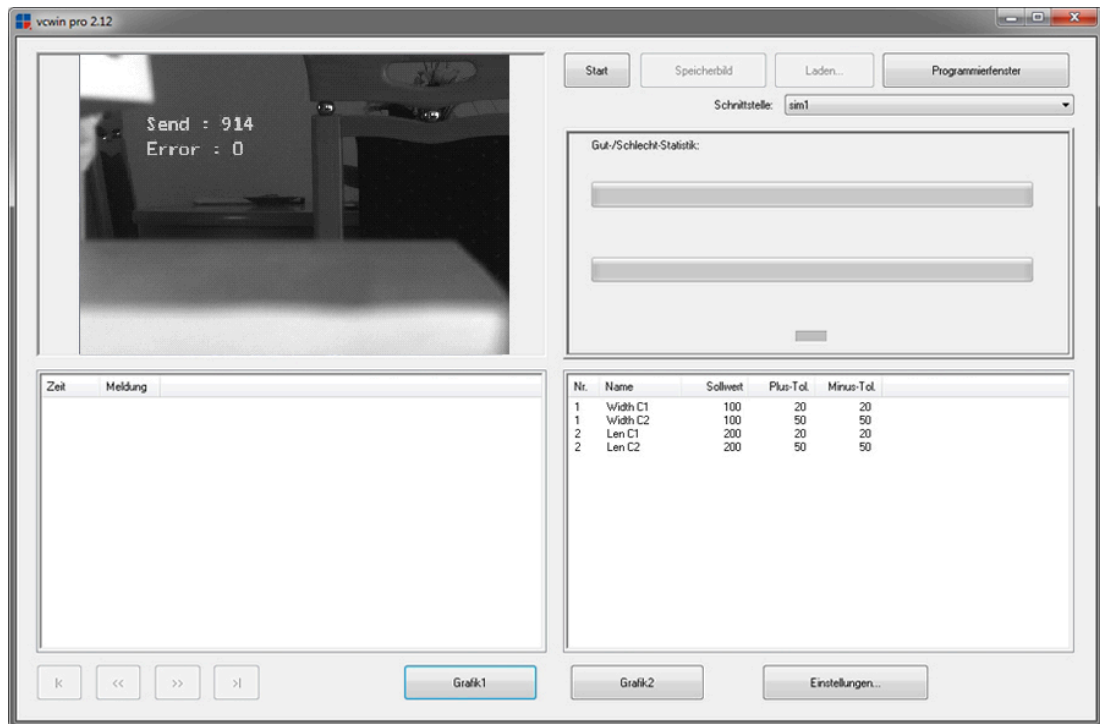 vcwin pro 2.12
Send : 914
Error : 0
Start Speicherbild Laden... Programmierfenster
Schnittstelle: sim1
Gut-/Schlecht-Statistik:
Zeit Meldung
Nr. Name Sollwert Plus-Tol. Minus-Tol.
1 Width C1 100 20 20
1 Width C2 100 50 50
2 Len C1 200 20 20
2 Len C2 200 50 50
|< << >> >| Grafik1 Grafik2 Einstellungen...